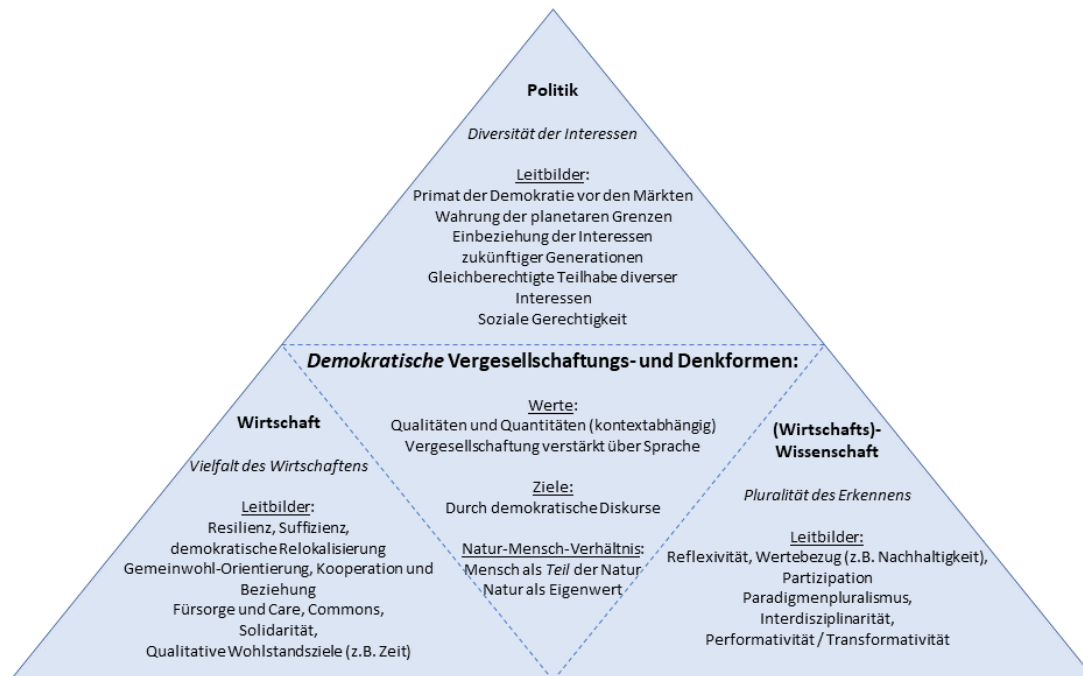 Politik
Diversität der Interessen
Leitbilder:
Primat der Demokratie vor den Märkten
Wahrung der planetaren Grenzen
Einbeziehung der Interessen
zukünftiger Generationen
Gleichberechtigte Teilhabe diverser
Interessen
Soziale Gerechtigkeit
Demokratische Vergesellschaftungs- und Denkformen:
Werte:
Qualitäten und Quantitäten (kontextabhängig)
Vergesellschaftung verstärkt über Sprache
Ziele:
Durch demokratische Diskurse
Natur-Mensch-Verhältnis:
Mensch als Teil der Natur
Natur als Eigenwert
Wirtschaft
Vielfalt des Wirtschaftens
Leitbilder:
Resilienz, Suffizienz,
demokratische Relokalisierung
Gemeinwohl-Orientierung, Kooperation und
Beziehung
Fürsorge und Care, Commons,
Solidarität,
Qualitative Wohlstandsziele (z.B. Zeit)
(Wirtschafts)-
Wissenschaft
Pluralität des Erkennens
Leitbilder:
Reflexivität, Wertebezug (z.B. Nachhaltigkeit),
Partizipation
Paradigmenpluralismus,
Interdisziplinarität,
Performativität / Transformativität